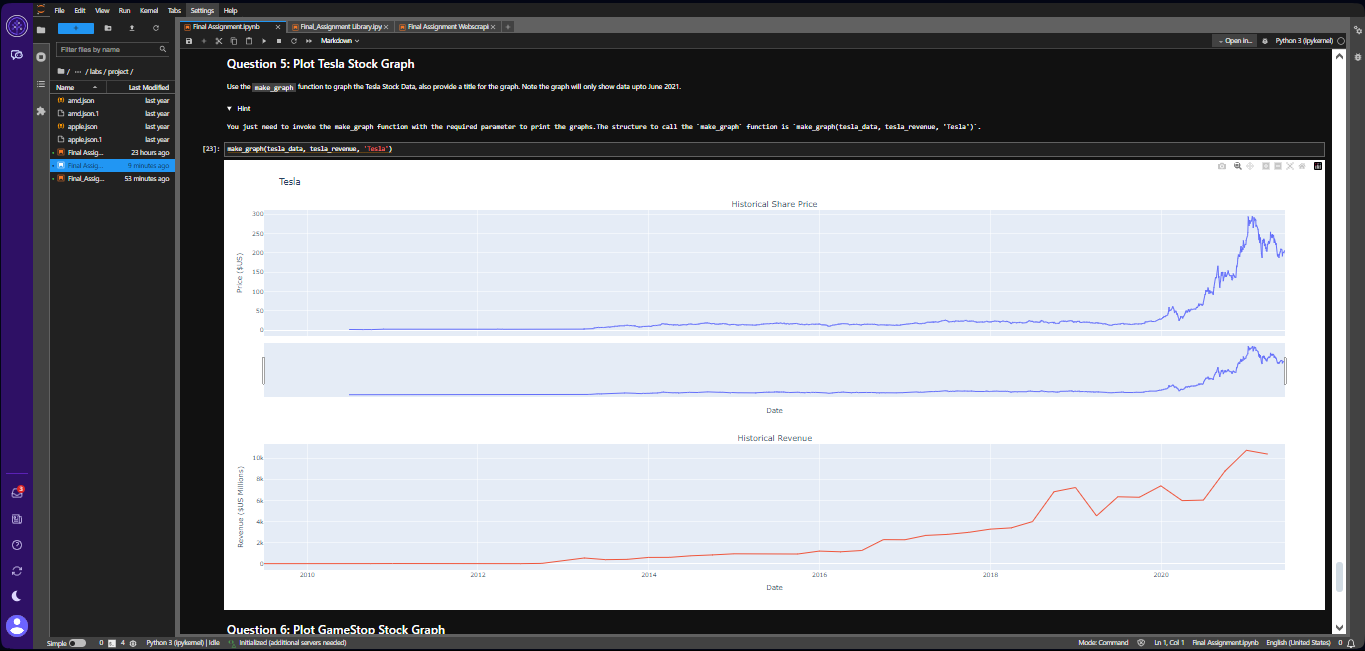 File Edit View Run Kernel Tabs Settings Help
Filter files by name
/ ··· / labs / project /
Name Last Modified
amd.json last year
amd.json.1 last year
apple.json last year
apple.json.1 last year
Final Assig... 23 hours ago
Final Assig... 9 minutes ago
Final_Assig... 53 minutes ago
Final Assignment.ipynb × Final_Assignment Library.ipy × Final Assignment Webscrapi × +
Markdown
Open in... Python 3 (ipykernel)
Question 5: Plot Tesla Stock Graph
Use the make_graph function to graph the Tesla Stock Data, also provide a title for the graph. Note the graph will only show data upto June 2021.
▼ Hint
You just need to invoke the make_graph function with the required parameter to print the graphs.The structure to call the `make_graph` function is `make_graph(tesla_data, tesla_revenue, 'Tesla')`.
[23]: make_graph(tesla_data, tesla_revenue, 'Tesla')
Tesla
Historical Share Price
Price ($US)
300
250
200
150
100
50
0
Date
Historical Revenue
Revenue ($US Millions)
10k
8k
6k
4k
2k
0
2010 2012 2014 2016 2018 2020
Date
Question 6: Plot GameStop Stock Graph
3
Simple 0 4 Python 3 (ipykernel) | Idle Initialized (additional servers needed)
Mode: Command Ln 1, Col 1 Final Assignment.ipynb English (United States) 0